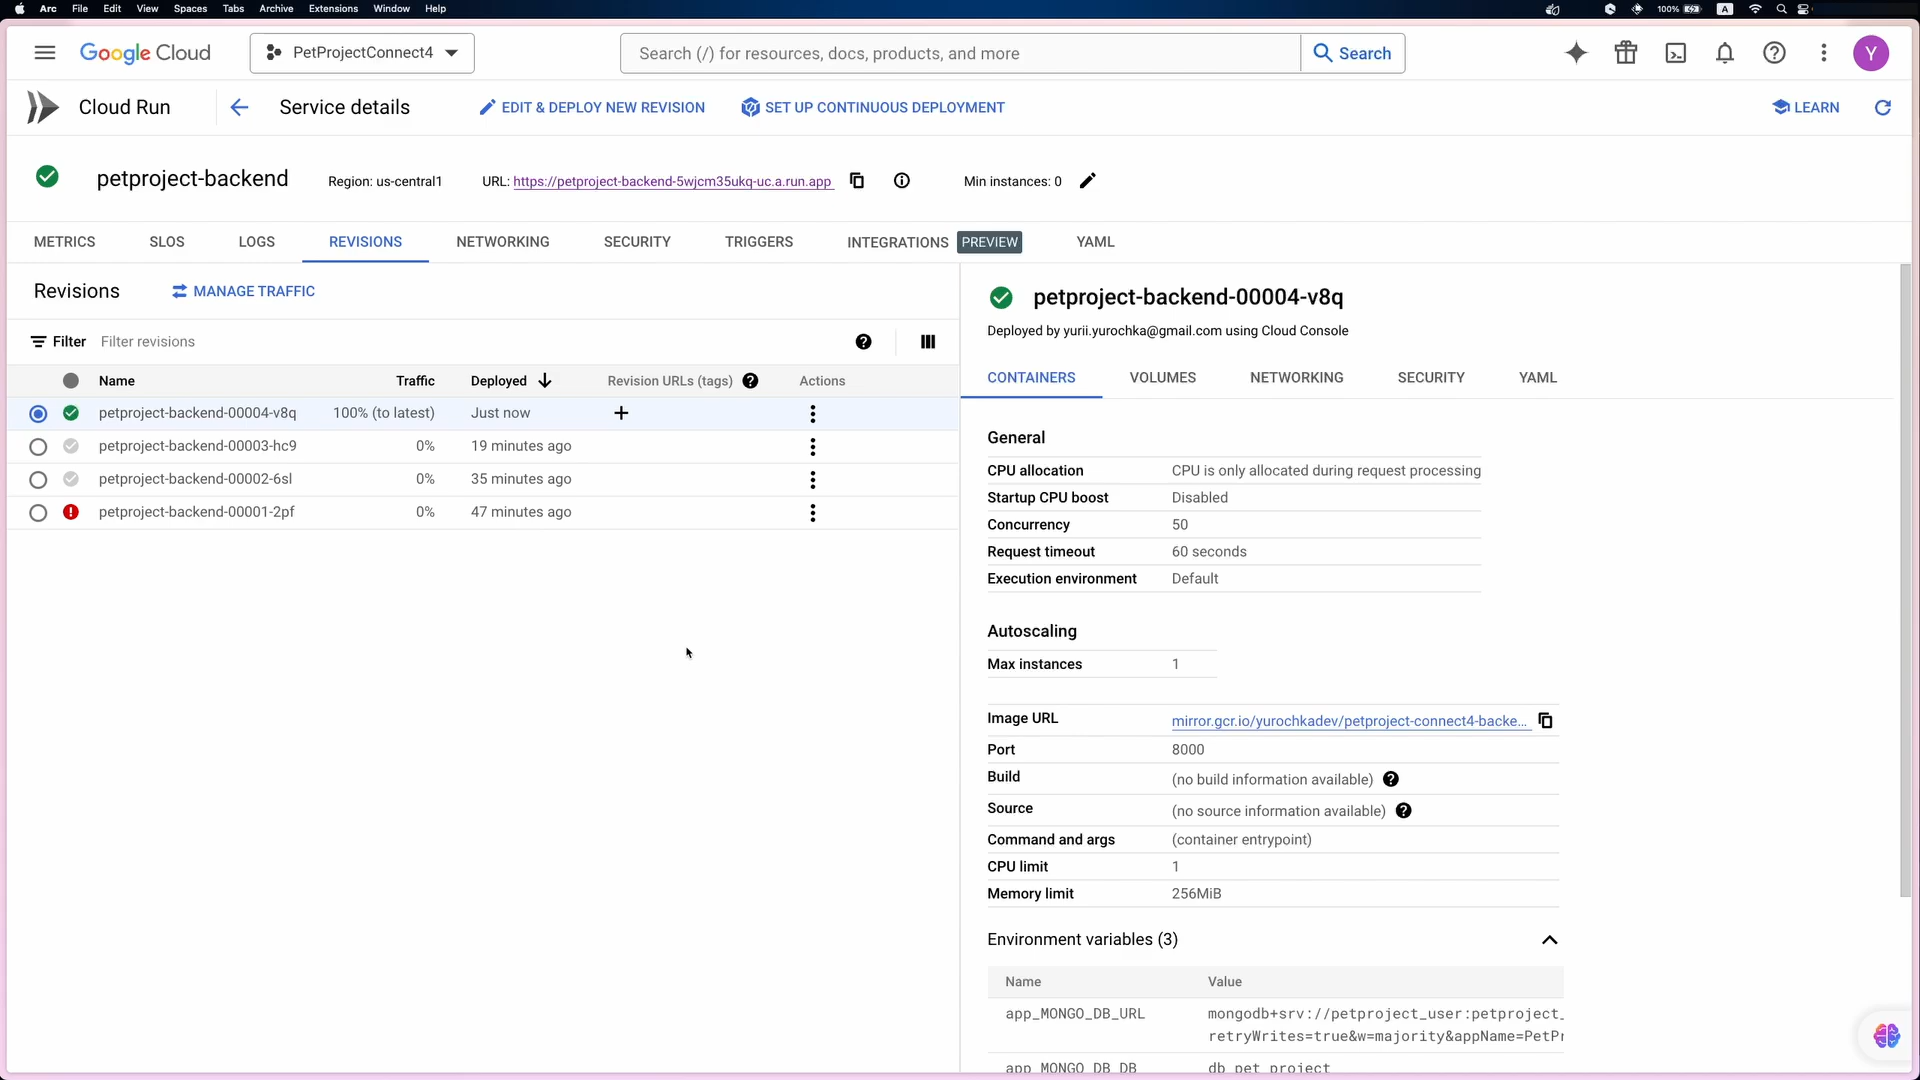 Arc File Edit View Spaces Tabs Archive Extensions Window Help 100% A
Google Cloud PetProjectConnect4 Search (/) for resources, docs, products, and more Search Y
Cloud Run Service details EDIT & DEPLOY NEW REVISION SET UP CONTINUOUS DEPLOYMENT LEARN
petproject-backend Region: us-central1 URL: https://petproject-backend-5wjcm35ukq-uc.a.run.app Min instances: 0
METRICS SLOS LOGS REVISIONS NETWORKING SECURITY TRIGGERS INTEGRATIONS PREVIEW YAML
Revisions MANAGE TRAFFIC
Filter Filter revisions
Name Traffic Deployed Revision URLs (tags) Actions
petproject-backend-00004-v8q 100% (to latest) Just now
petproject-backend-00003-hc9 0% 19 minutes ago
petproject-backend-00002-6sl 0% 35 minutes ago
petproject-backend-00001-2pf 0% 47 minutes ago
petproject-backend-00004-v8q
Deployed by yurii.yurochka@gmail.com using Cloud Console
CONTAINERS VOLUMES NETWORKING SECURITY YAML
General
CPU allocation CPU is only allocated during request processing
Startup CPU boost Disabled
Concurrency 50
Request timeout 60 seconds
Execution environment Default
Autoscaling
Max instances 1
Image URL mirror.gcr.io/yurochkadev/petproject-connect4-backe...
Port 8000
Build (no build information available)
Source (no source information available)
Command and args (container entrypoint)
CPU limit 1
Memory limit 256MiB
Environment variables (3)
Name Value
app_MONGO_DB_URL mongodb+srv://petproject_user:petproject_
retryWrites=true&w=majority&appName=PetPr
app_MONGO_DB_DB db_pet_project